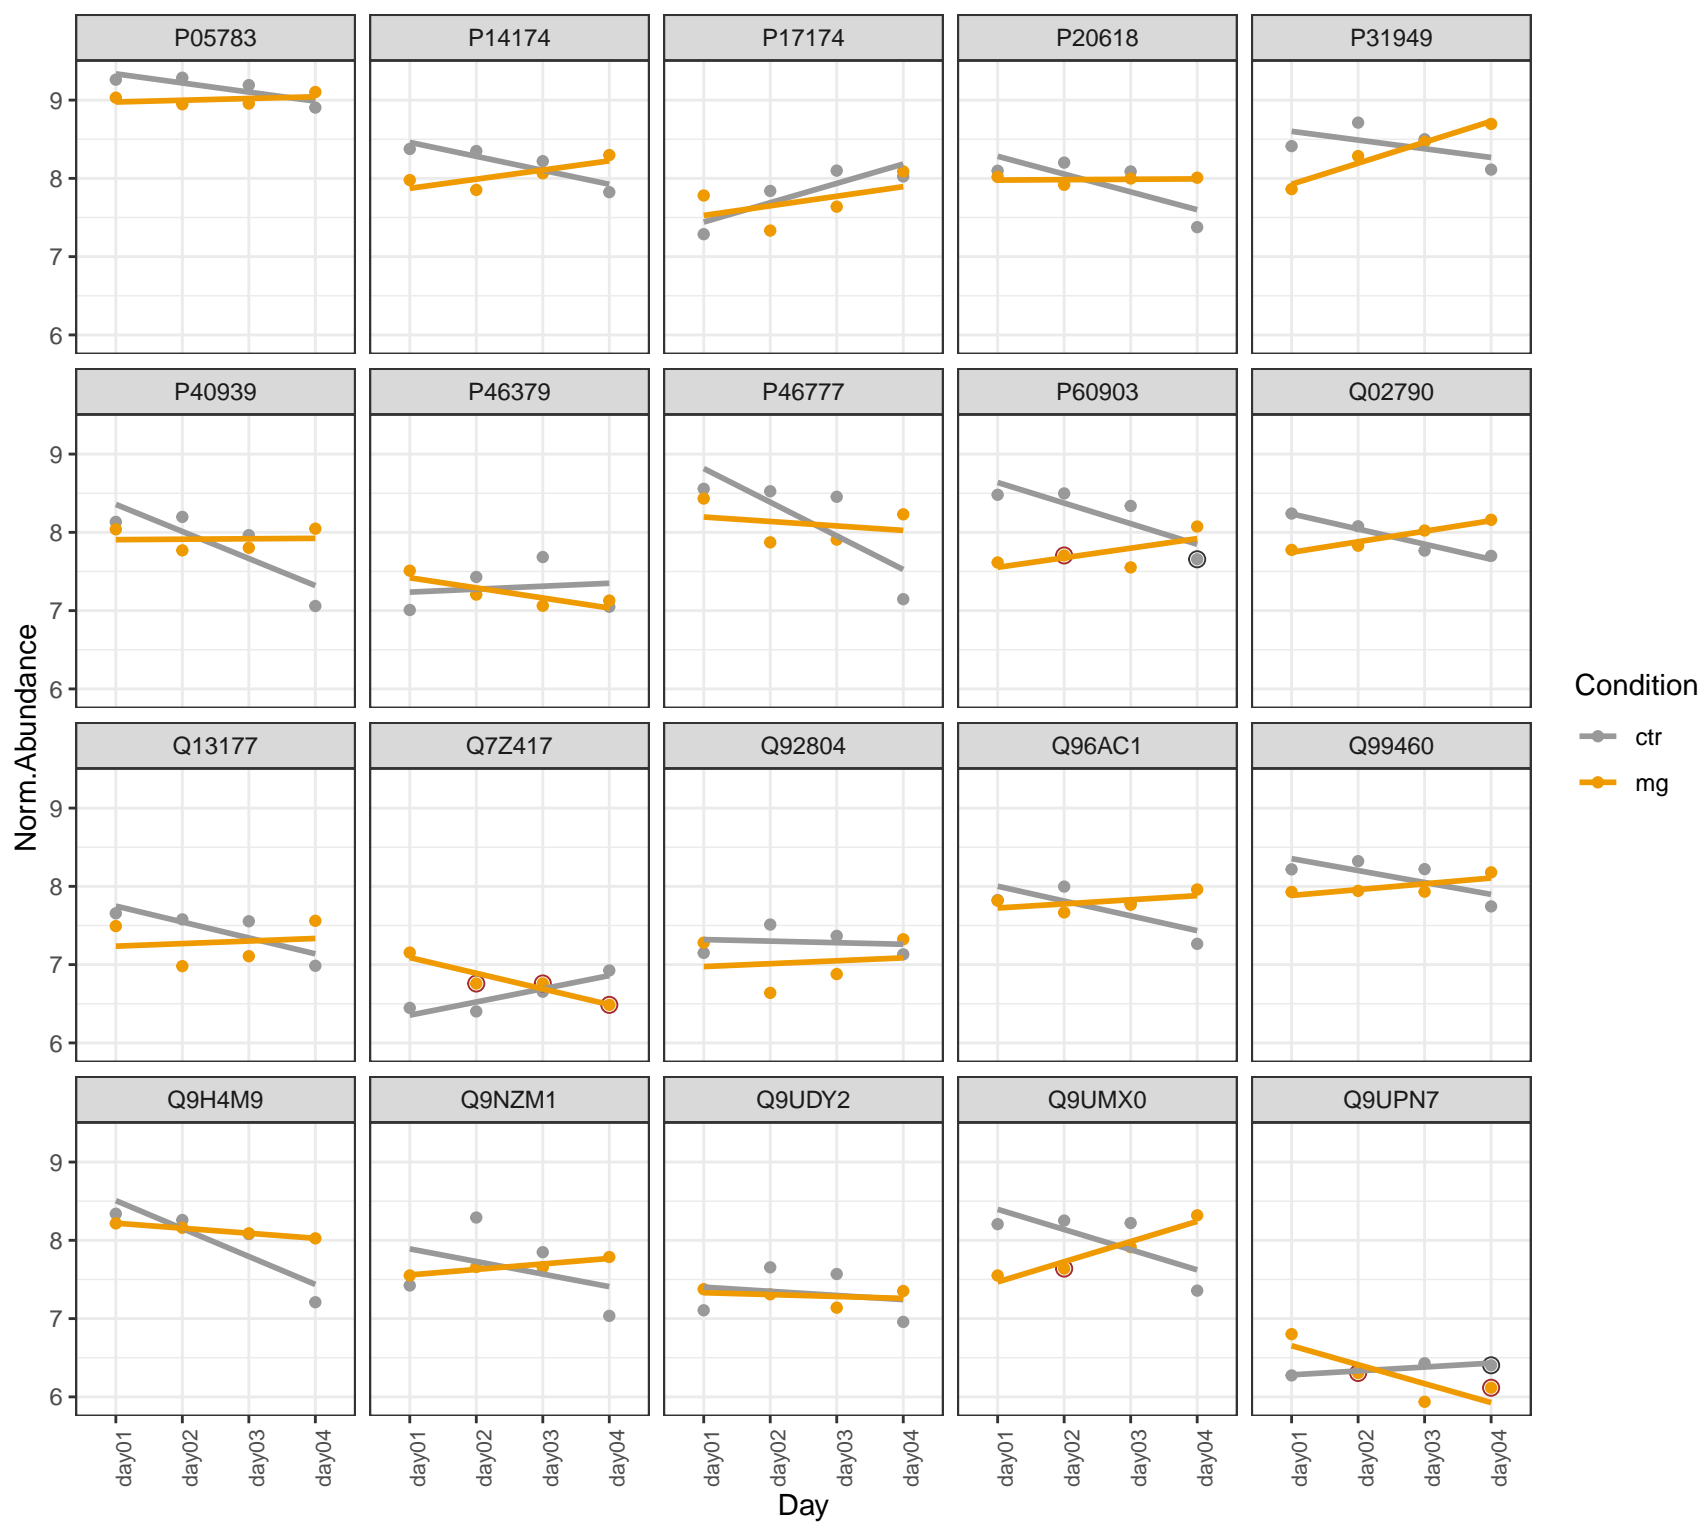 P05783 P14174 P17174 P20618 P31949
9
8
7
6
P40939 P46379 P46777 P60903 Q02790
9
8
7
6
Q13177 Q7Z417 Q92804 Q96AC1 Q99460
9
8
7
6
Q9H4M9 Q9NZM1 Q9UDY2 Q9UMX0 Q9UPN7
9
8
7
6
day01 day02 day03 day04 day01 day02 day03 day04 day01 day02 day03 day04 day01 day02 day03 day04 day01 day02 day03 day04
Day
Norm.Abundance
Condition
ctr
mg